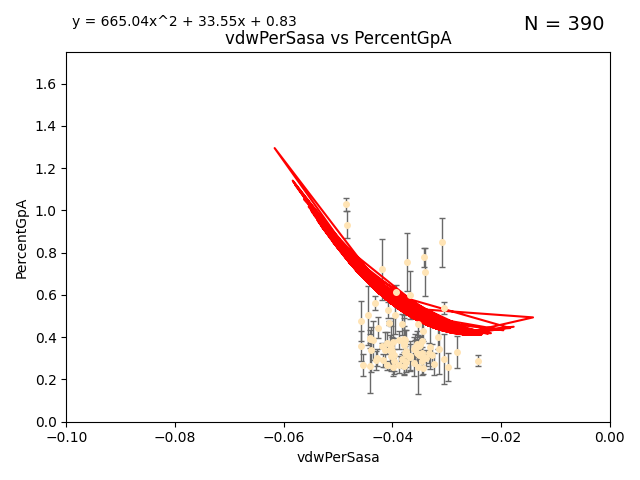 y = 665.04x^2 + 33.55x + 0.83
N = 390
vdwPerSasa vs PercentGpA
1.6
1.4
1.2
1.0
0.8
0.6
0.4
0.2
0.0
PercentGpA
−0.10 −0.08 −0.06 −0.04 −0.02 0.00
vdwPerSasa